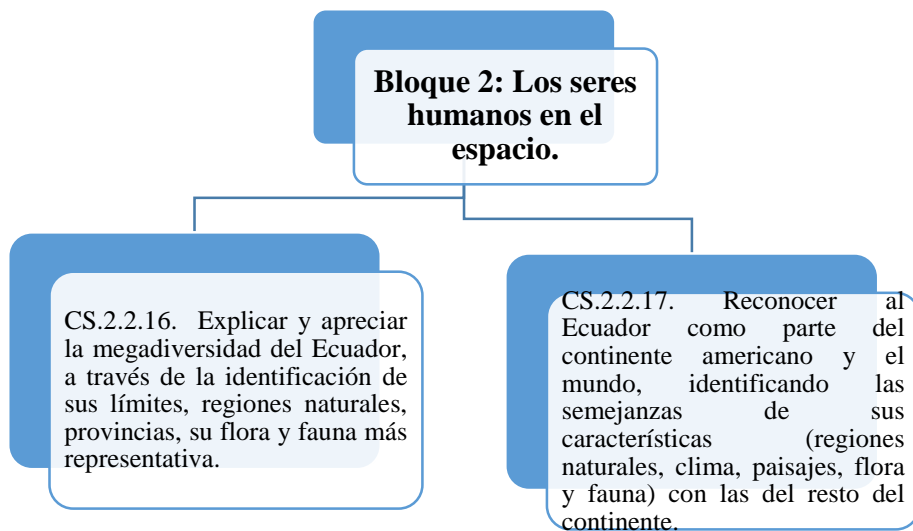 Bloque 2: Los seres
humanos en el
espacio.
CS.2.2.16. Explicar y apreciar
la megadiversidad del Ecuador,
a través de la identificación de
sus límites, regiones naturales,
provincias, su flora y fauna más
representativa.
CS.2.2.17. Reconocer al
Ecuador como parte del
continente americano y el
mundo, identificando las
semejanzas de sus
características (regiones
naturales, clima, paisajes, flora
y fauna) con las del resto del
continente.